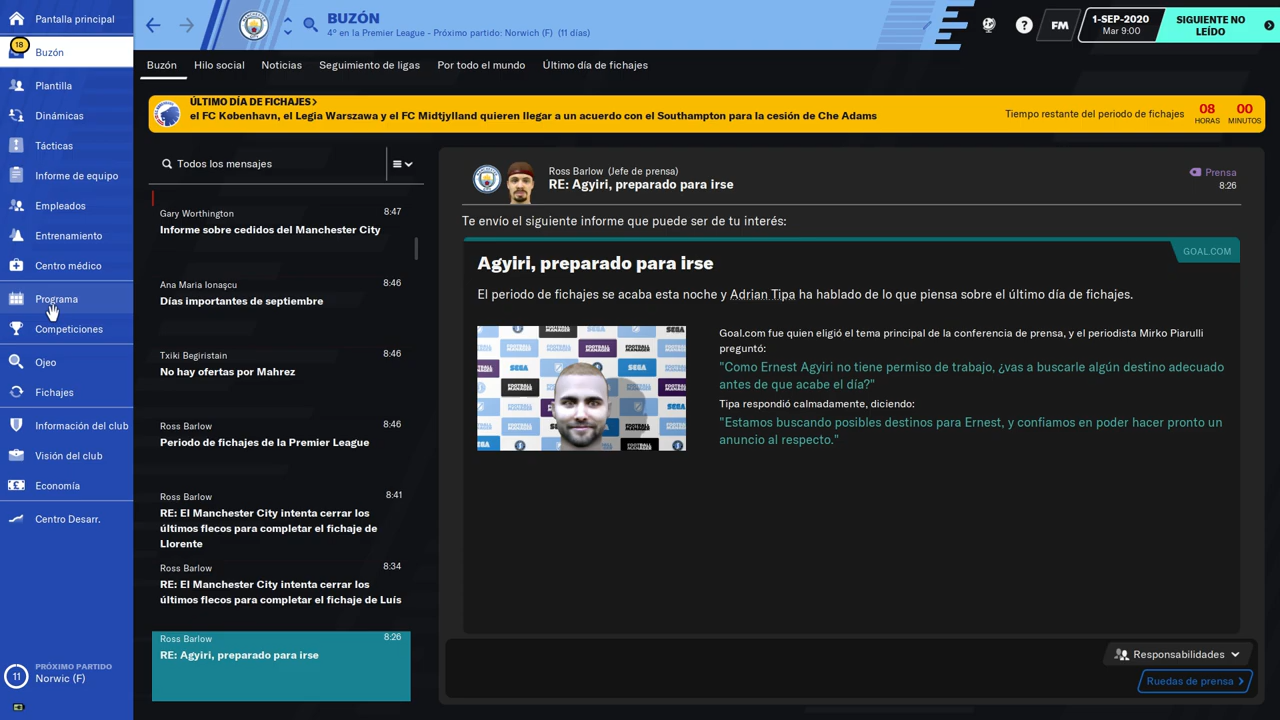 Pantalla principal
18
Buzón
Plantilla
Dinámicas
Tácticas
Informe de equipo
Empleados
Entrenamiento
Centro médico
Programa
Competiciones
Ojeo
Fichajes
Información del club
Visión del club
Economía
Centro Desarr.
11
PRÓXIMO PARTIDO
Norwic (F)
BUZÓN
4º en la Premier League - Próximo partido: Norwich (F) (11 días)
?
FM
1-SEP-2020
Mar 9:00
SIGUIENTE NO
LEÍDO
Buzón
Hilo social
Noticias
Seguimiento de ligas
Por todo el mundo
Último día de fichajes
ÚLTIMO DÍA DE FICHAJES>
el FC København, el Legia Warszawa y el FC Midtjylland quieren llegar a un acuerdo con el Southampton para la cesión de Che Adams
Tiempo restante del periodo de fichajes
08
HORAS
00
MINUTOS
Todos los mensajes
Gary Worthington
8:47
Informe sobre cedidos del Manchester City
Ana Maria Ionașcu
8:46
Días importantes de septiembre
Txiki Begiristain
8:46
No hay ofertas por Mahrez
Ross Barlow
8:46
Periodo de fichajes de la Premier League
Ross Barlow
8:41
RE: El Manchester City intenta cerrar los
últimos flecos para completar el fichaje de
Llorente
Ross Barlow
8:34
RE: El Manchester City intenta cerrar los
últimos flecos para completar el fichaje de Luís
Ross Barlow
8:26
RE: Agyiri, preparado para irse
Ross Barlow (Jefe de prensa)
RE: Agyiri, preparado para irse
Prensa
8:26
Te envío el siguiente informe que puede ser de tu interés:
GOAL.COM
Agyiri, preparado para irse
El periodo de fichajes se acaba esta noche y Adrian Tipa ha hablado de lo que piensa sobre el último día de fichajes.
Goal.com fue quien eligió el tema principal de la conferencia de prensa, y el periodista Mirko Piarulli
preguntó:
"Como Ernest Agyiri no tiene permiso de trabajo, ¿vas a buscarle algún destino adecuado
antes de que acabe el día?"
Tipa respondió calmadamente, diciendo:
"Estamos buscando posibles destinos para Ernest, y confiamos en poder hacer pronto un
anuncio al respecto."
Responsabilidades
Ruedas de prensa